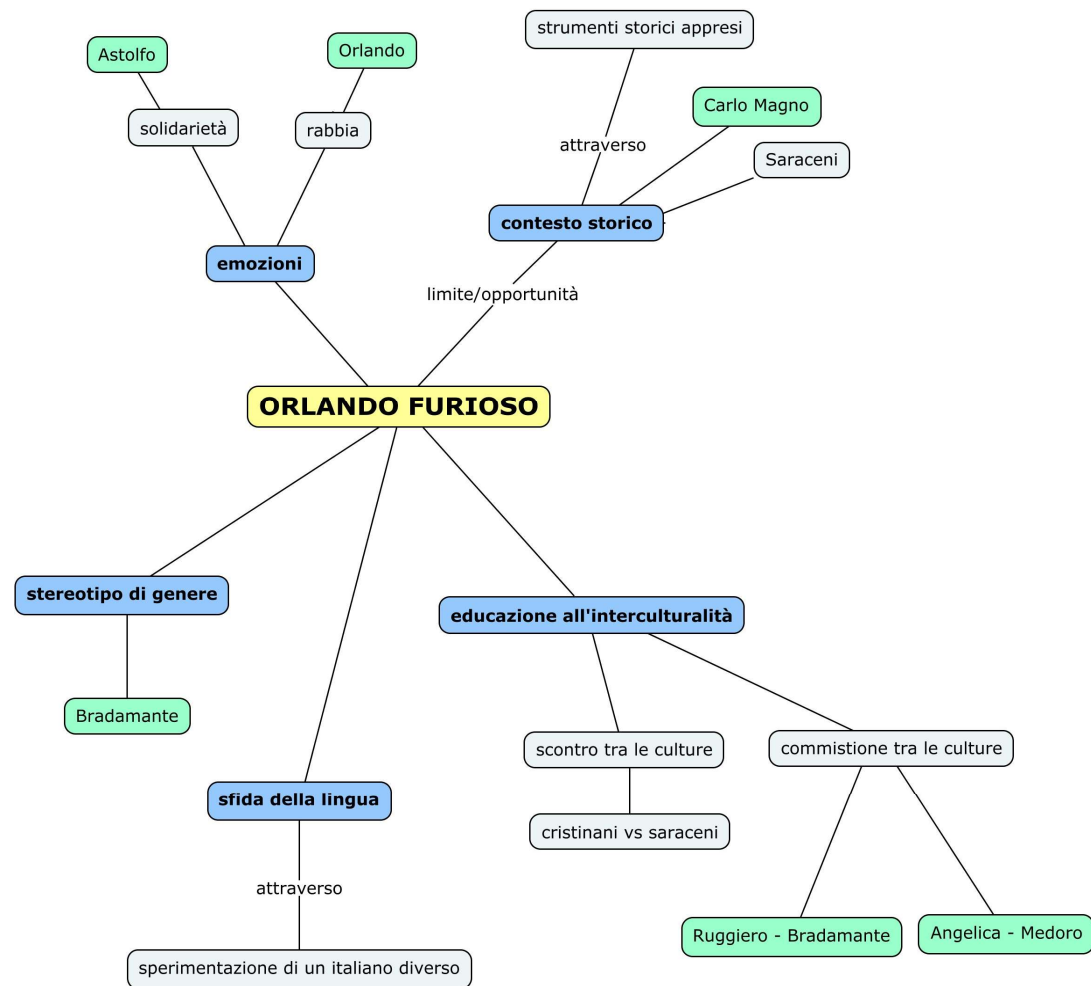 strumenti storici appresi
Astolfo
Orlando
Carlo Magno
solidarietà
rabbia
attraverso
Saraceni
contesto storico
emozioni
limite/opportunità
ORLANDO FURIOSO
stereotipo di genere
educazione all'interculturalità
Bradamante
scontro tra le culture
commistione tra le culture
sfida della lingua
cristinani vs saraceni
attraverso
Ruggiero - Bradamante
Angelica - Medoro
sperimentazione di un italiano diverso